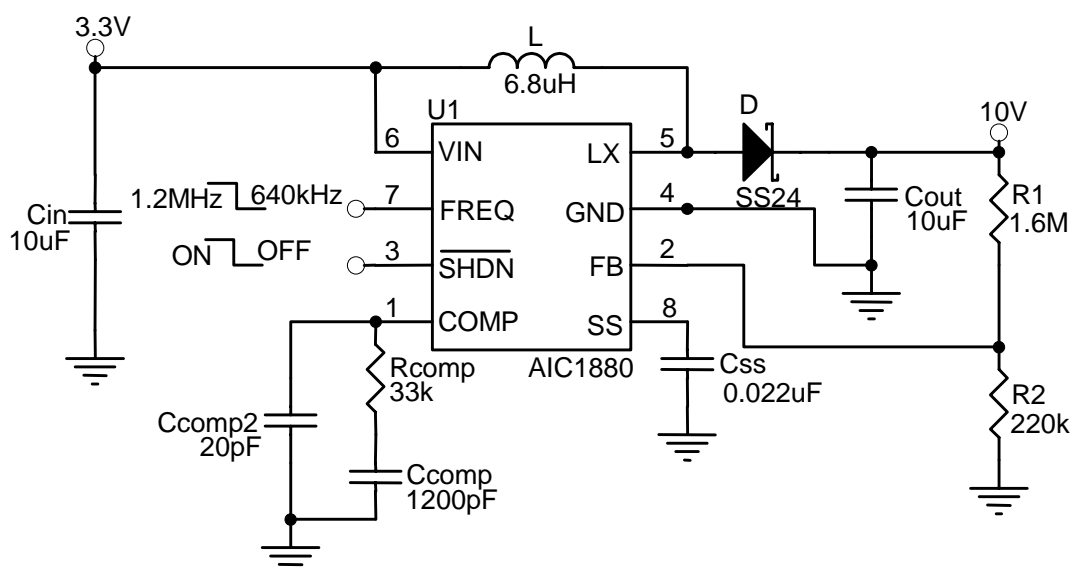 3.3V
L
6.8uH
U1
D
10V
6
VIN
LX
5
1.2MHz
640kHz
7
FREQ
GND
4
SS24
Cout
10uF
R1
1.6M
Cin
10uF
ON
OFF
3
SHDN
FB
2
1
COMP
SS
8
AIC1880
Rcomp
33k
Css
0.022uF
R2
220k
Ccomp2
20pF
Ccomp
1200pF